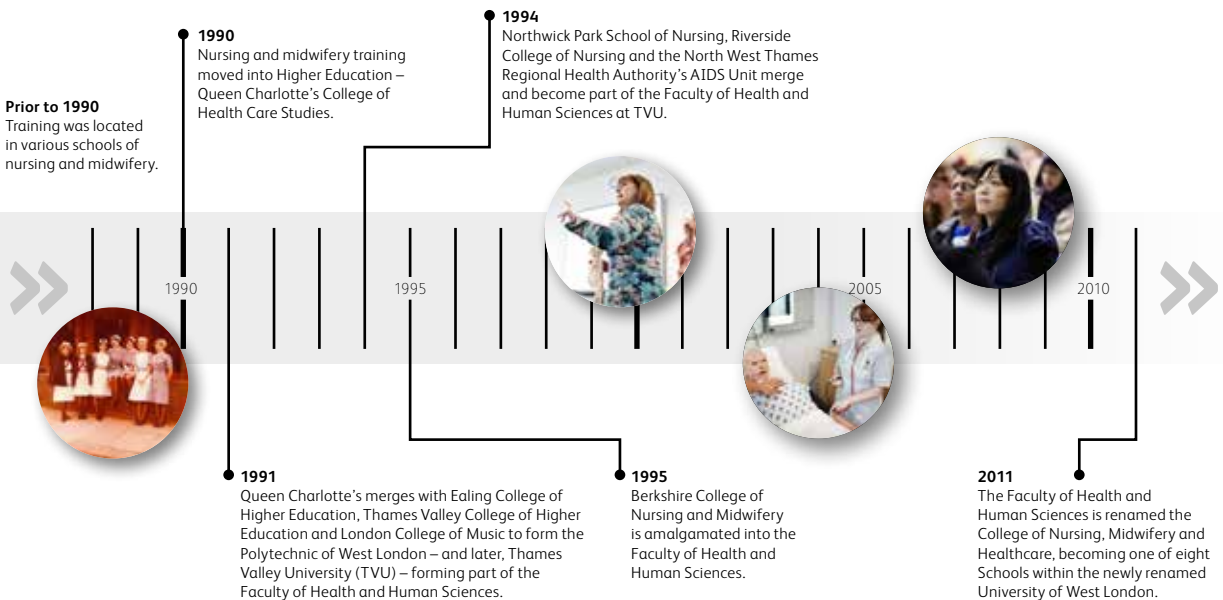 Prior to 1990
Training was located
in various schools of
nursing and midwifery.
1990
Nursing and midwifery training
moved into Higher Education –
Queen Charlotte's College of
Health Care Studies.
1994
Northwick Park School of Nursing, Riverside
College of Nursing and the North West Thames
Regional Health Authority's AIDS Unit merge
and become part of the Faculty of Health and
Human Sciences at TVU.
1990
1995
2005
2010
1991
Queen Charlotte's merges with Ealing College of
Higher Education, Thames Valley College of Higher
Education and London College of Music to form the
Polytechnic of West London – and later, Thames
Valley University (TVU) – forming part of the
Faculty of Health and Human Sciences.
1995
Berkshire College of
Nursing and Midwifery
is amalgamated into the
Faculty of Health and
Human Sciences.
2011
The Faculty of Health and
Human Sciences is renamed the
College of Nursing, Midwifery and
Healthcare, becoming one of eight
Schools within the newly renamed
University of West London.